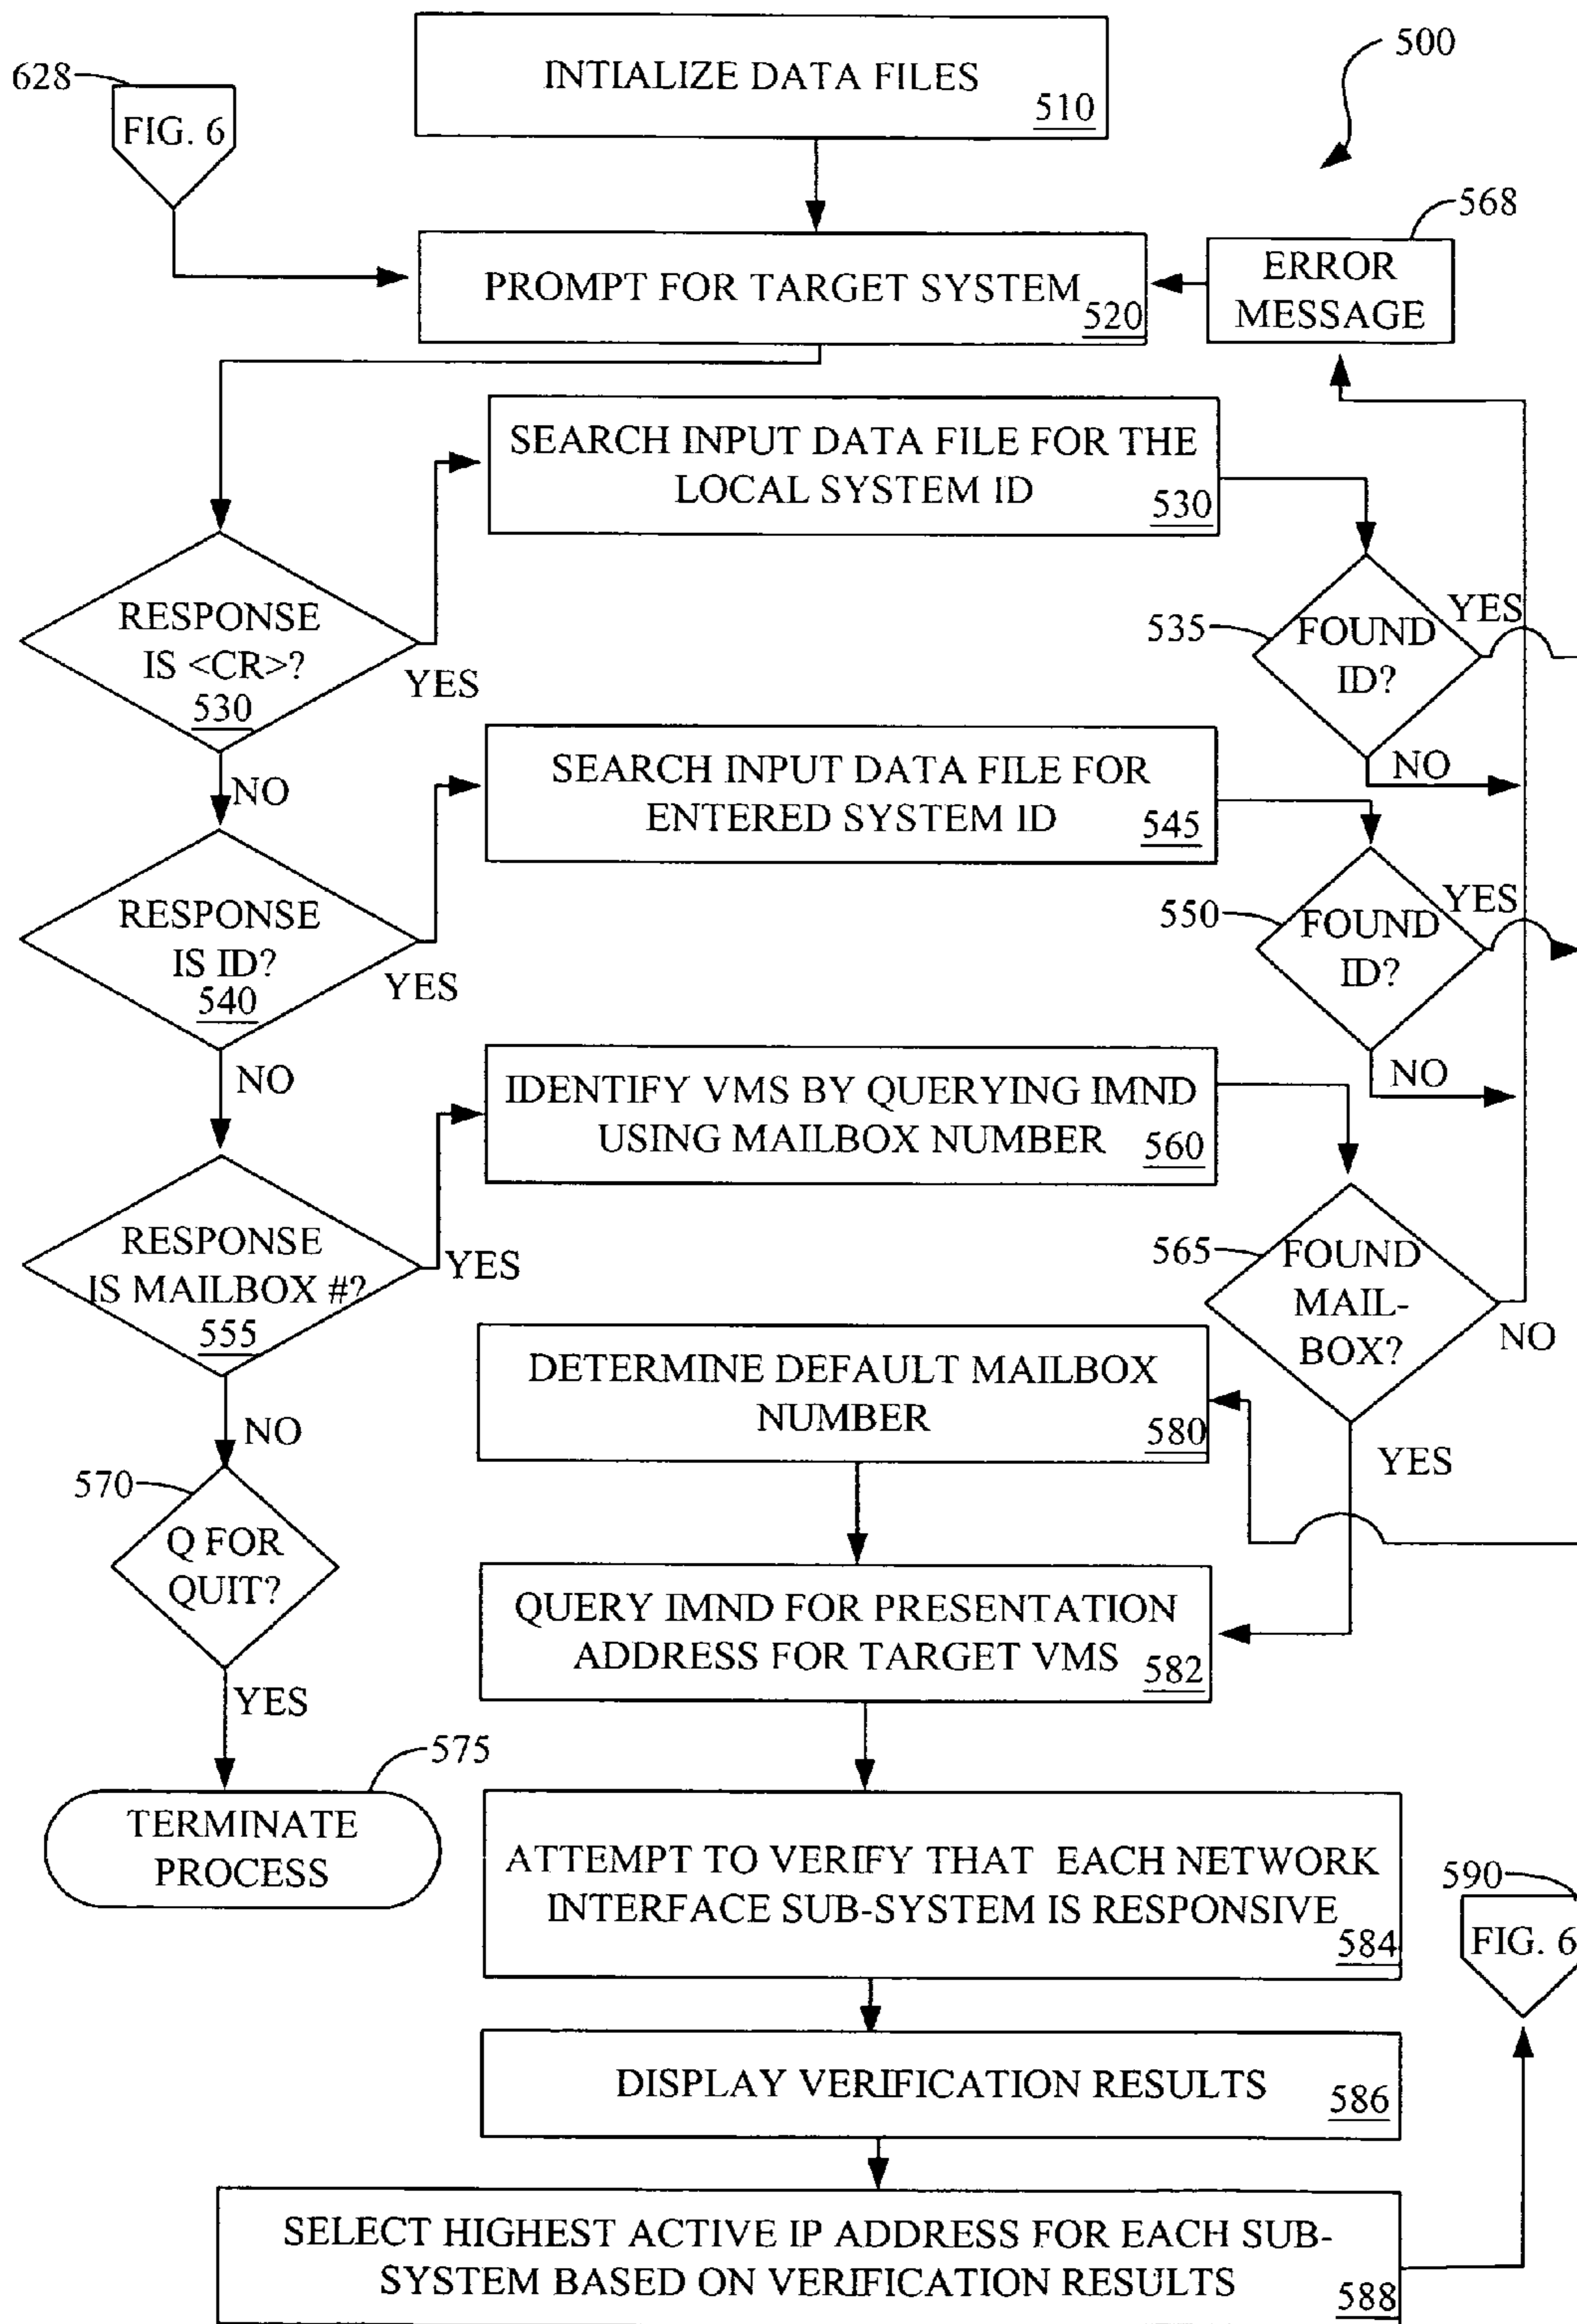 INTIALIZE DATA FILES
510
500
628
FIG. 6
568
PROMPT FOR TARGET SYSTEM
520
ERROR
MESSAGE
SEARCH INPUT DATA FILE FOR THE
LOCAL SYSTEM ID
530
RESPONSE
IS <CR>?
530
YES
535
FOUND
ID?
YES
NO
NO
SEARCH INPUT DATA FILE FOR
ENTERED SYSTEM ID
545
RESPONSE
IS ID?
540
YES
550
FOUND
ID?
YES
NO
NO
IDENTIFY VMS BY QUERYING IMND
USING MAILBOX NUMBER
560
RESPONSE
IS MAILBOX #?
555
YES
565
FOUND
MAIL-
BOX?
NO
YES
NO
DETERMINE DEFAULT MAILBOX
NUMBER
580
570
Q FOR
QUIT?
YES
QUERY IMND FOR PRESENTATION
ADDRESS FOR TARGET VMS
582
575
TERMINATE
PROCESS
ATTEMPT TO VERIFY THAT EACH NETWORK
INTERFACE SUB-SYSTEM IS RESPONSIVE
584
590
FIG. 6
DISPLAY VERIFICATION RESULTS
586
SELECT HIGHEST ACTIVE IP ADDRESS FOR EACH SUB-
SYSTEM BASED ON VERIFICATION RESULTS
588